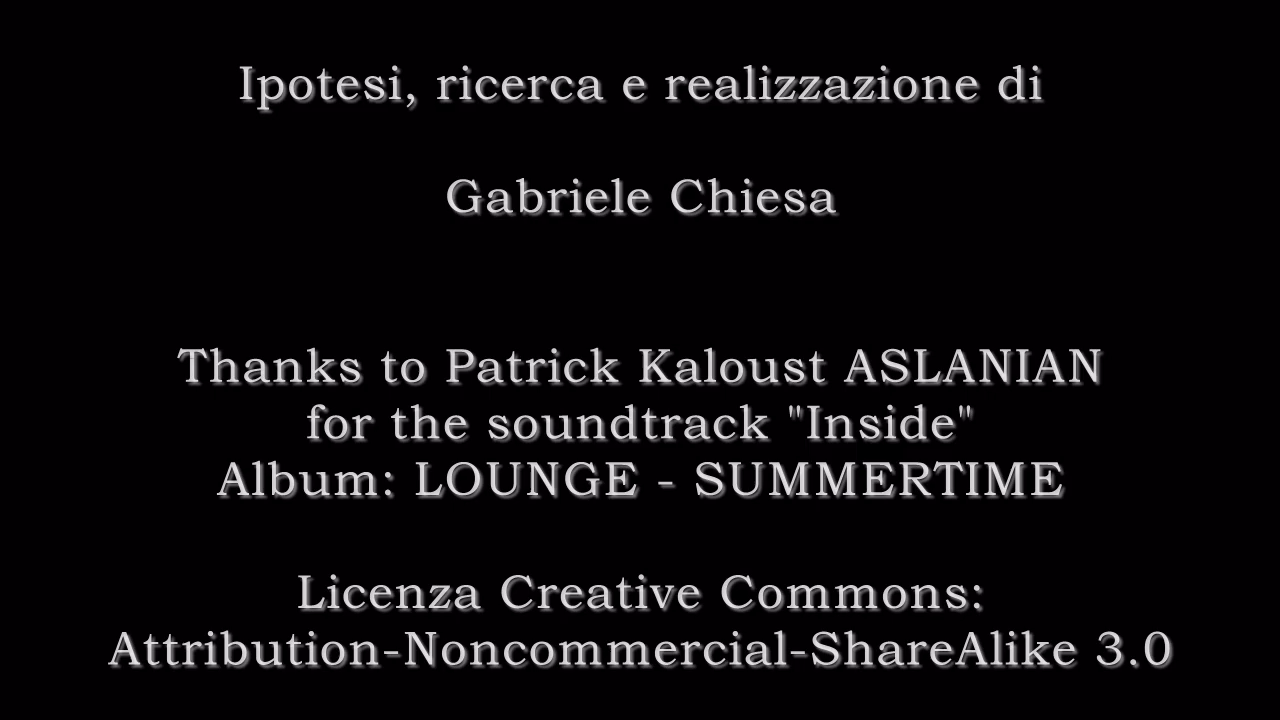 Ipotesi, ricerca e realizzazione di
Gabriele Chiesa
Thanks to Patrick Kaloust ASLANIAN
for the soundtrack "Inside"
Album: LOUNGE - SUMMERTIME
Licenza Creative Commons:
Attribution-Noncommercial-ShareAlike 3.0